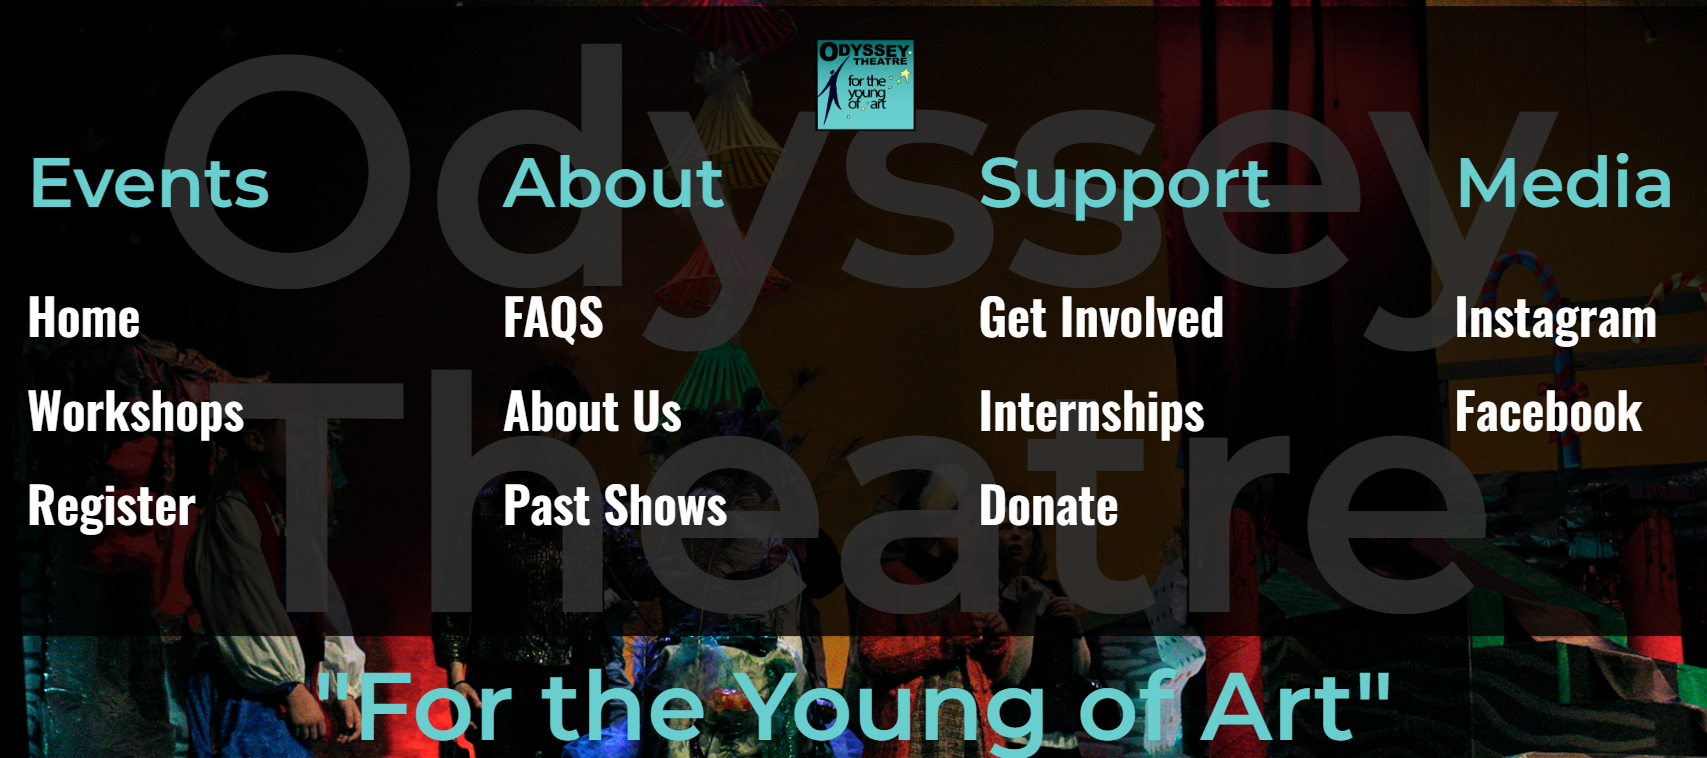 ODYSSEY
THEATRE
for the
young
of art
Odyssey
Theatre
Events
Home
Workshops
Register
About
FAQS
About Us
Past Shows
Support
Get Involved
Internships
Donate
Media
Instagram
Facebook
"For the Young of Art"